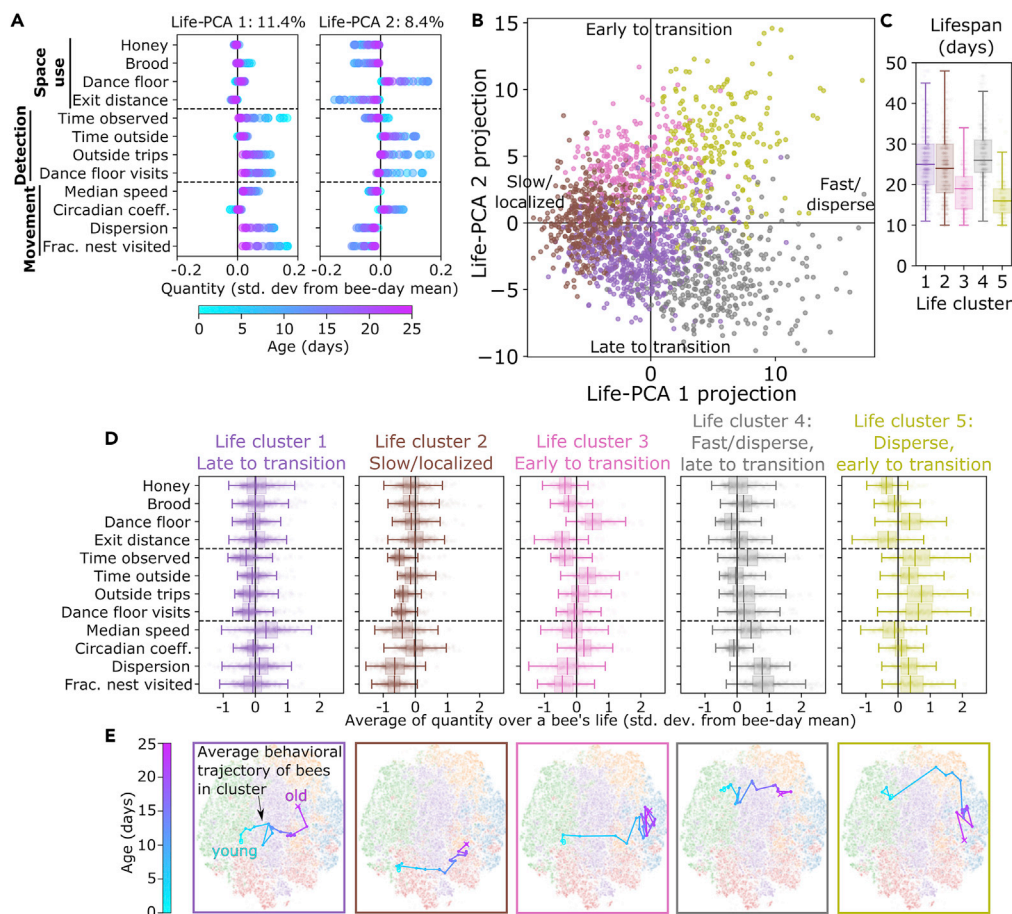 A
Life-PCA 1: 11.4%
Life-PCA 2: 8.4%
Space
use
Detection
Movement
Honey
Brood
Dance floor
Exit distance
Time observed
Time outside
Outside trips
Dance floor visits
Median speed
Circadian coeff.
Dispersion
Frac. nest visited
-0.2 0.0 0.2
-0.2 0.0 0.2
Quantity (std. dev from bee-day mean)
0 5 10 15 20 25
Age (days)
B
15
10
5
0
−5
−10
Life-PCA 2 projection
Early to transition
Slow/
localized
Fast/
disperse
Late to transition
0 10
Life-PCA 1 projection
C
Lifespan
(days)
50
40
30
20
10
0
1 2 3 4 5
Life cluster
D
Life cluster 1
Late to transition
Life cluster 2
Slow/localized
Life cluster 3
Early to transition
Life cluster 4:
Fast/disperse,
late to transition
Life cluster 5:
Disperse,
early to transition
Honey
Brood
Dance floor
Exit distance
Time observed
Time outside
Outside trips
Dance floor visits
Median speed
Circadian coeff.
Dispersion
Frac. nest visited
-1 0 1 2
-1 0 1 2
-1 0 1 2
-1 0 1 2
-1 0 1 2
Average of quantity over a bee's life (std. dev. from bee-day mean)
E
25
20
15
10
5
0
Age (days)
Average behavioral
trajectory of bees
in cluster
old
young